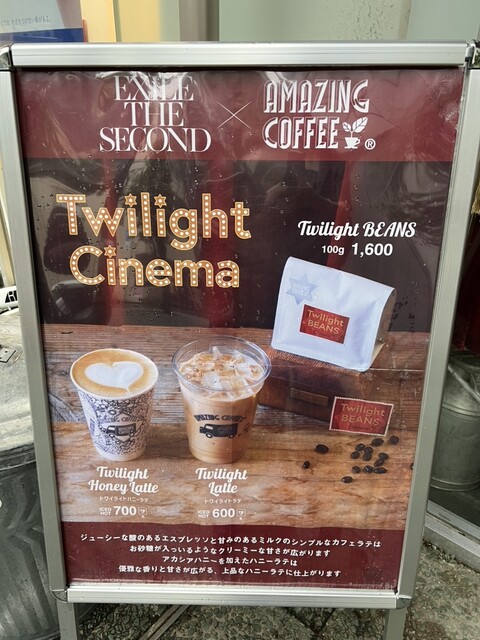 EXILE
THE
SECOND
×
AMAZING
COFFEE
®
Twilight
Cinema
Twilight BEANS
100g 1,600
Twilight
BEANS
Twilight
BEANS
Twilight
Honey Latte
トワイライトハニーラテ
ICED
HOT 700
Twilight
Latte
トワイライトラテ
ICED
HOT 600
ジューシーな酸のあるエスプレッソと甘みのあるミルクのシンプルなカフェラテは
お砂糖が入っいるようなクリーミーな甘さが広がります
アカシアハニーを加えたハニーラテは
優雅な香りと甘さが広がる、上品なハニーラテに仕上がります